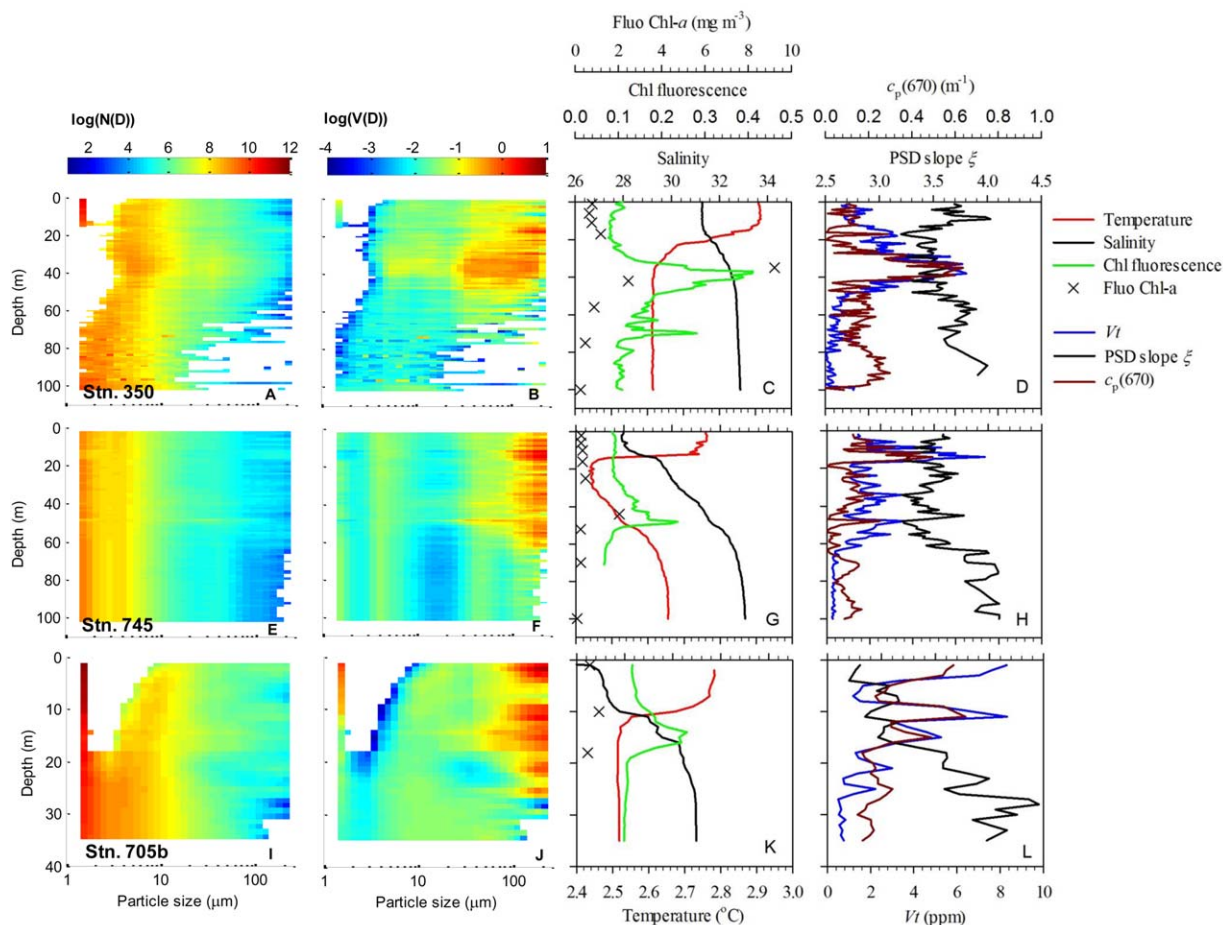 Fluo Chl-a (mg m⁻³)
0 2 4 6 8 10
Chl fluorescence
cp(670) (m⁻¹)
log(N(D))
log(V(D))
0.0 0.1 0.2 0.3 0.4 0.5
0.0 0.2 0.4 0.6 0.8 1.0
2 4 6 8 10 12
-4 -3 -2 -1 0 1
Salinity
PSD slope ξ
26 28 30 32 34
2.5 3.0 3.5 4.0 4.5
Depth (m)
0
20
40
60
80
100
Stn. 350
A
B
C
D
Temperature
Salinity
Chl fluorescence
Fluo Chl-a
Vt
PSD slope ξ
cp(670)
Depth (m)
0
20
40
60
80
100
Stn. 745
E
F
G
H
Depth (m)
0
10
20
30
40
Stn. 705b
I
J
K
L
1 10 100
1 10 100
2.4 2.5 2.6 2.7 2.8 2.9 3.0
0 2 4 6 8 10
Particle size (μm)
Particle size (μm)
Temperature (°C)
Vt (ppm)